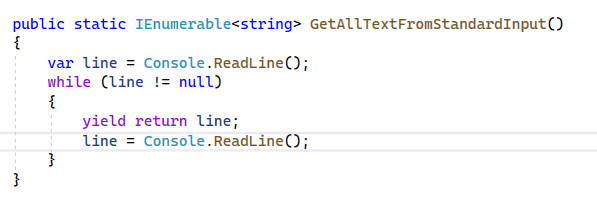 public static IEnumerable<string> GetAllTextFromStandardInput()
{
    var line = Console.ReadLine();
    while (line != null)
    {
        yield return line;
        line = Console.ReadLine();
    }
}